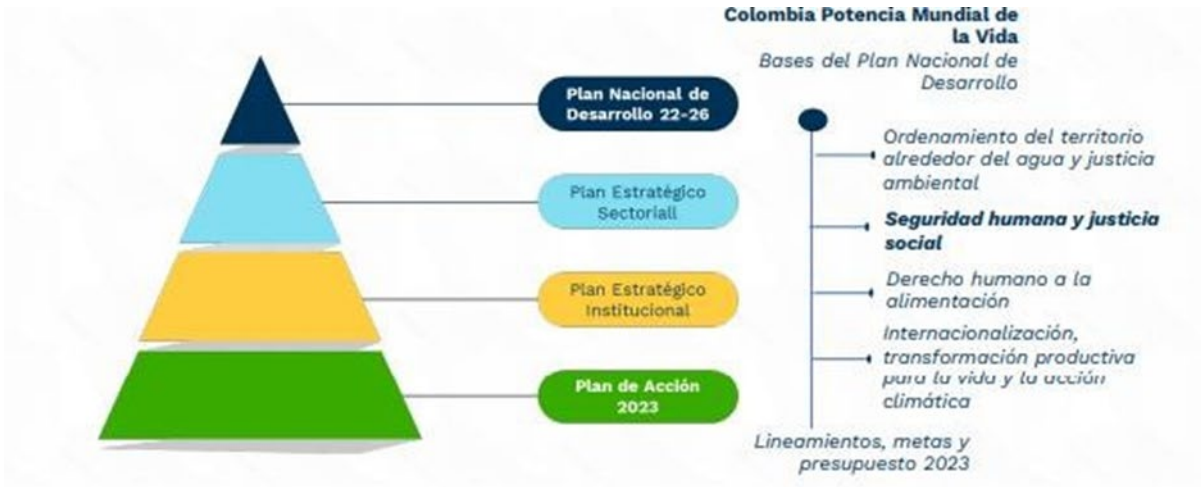 Plan Nacional de
Desarrollo 22-26
Plan Estratégico
Sectoriall
Plan Estratégico
Institucional
Plan de Acción
2023
Colombia Potencia Mundial de
la Vida
Bases del Plan Nacional de
Desarrollo
Ordenamiento del territorio
alrededor del agua y justicia
ambiental
Seguridad humana y justicia
social
Derecho humano a la
alimentación
Internacionalización,
transformación productiva
para la vida y la acción
climática
Lineamientos, metas y
presupuesto 2023